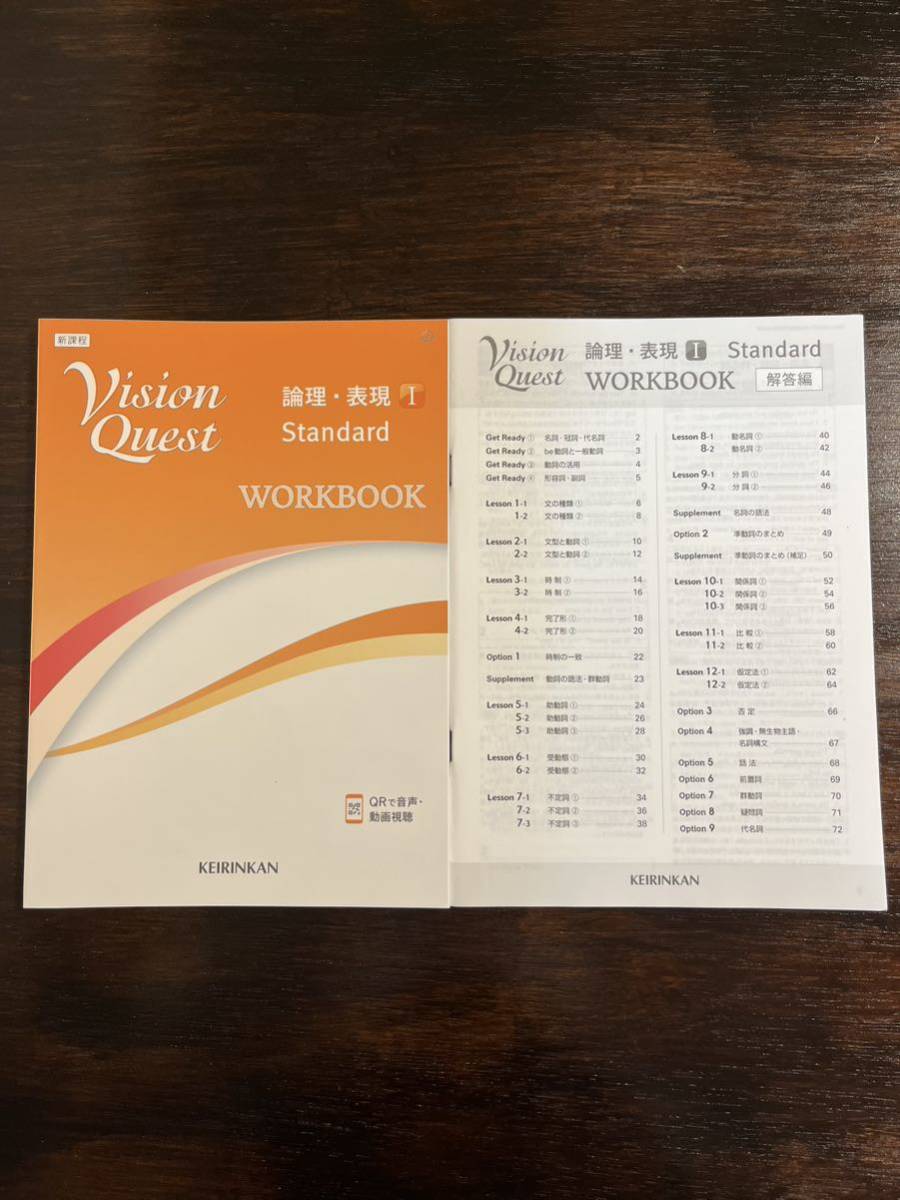 新課程
Vision
Quest
論理・表現 I
Standard
WORKBOOK
QRで音声・
動画視聴
KEIRINKAN
Vision
Quest
論理・表現 I Standard
WORKBOOK 解答編
Get Ready ① 名詞・冠詞・代名詞 2
Get Ready ② be動詞と一般動詞 3
Get Ready ③ 動詞の活用 4
Get Ready ④ 形容詞・副詞 5
Lesson 1-1 文の種類① 6
1-2 文の種類② 8
Lesson 2-1 文型と動詞① 10
2-2 文型と動詞② 12
Lesson 3-1 時制① 14
3-2 時制② 16
Lesson 4-1 完了形① 18
4-2 完了形② 20
Option 1 時制の一致 22
Supplement 動詞の語法・群動詞 23
Lesson 5-1 助動詞① 24
5-2 助動詞② 26
5-3 助動詞③ 28
Lesson 6-1 受動態① 30
6-2 受動態② 32
Lesson 7-1 不定詞① 34
7-2 不定詞② 36
7-3 不定詞③ 38
Lesson 8-1 動名詞① 40
8-2 動名詞② 42
Lesson 9-1 分詞① 44
9-2 分詞② 46
Supplement 名詞の語法 48
Option 2 準動詞のまとめ 49
Supplement 準動詞のまとめ(補足) 50
Lesson 10-1 関係詞① 52
10-2 関係詞② 54
10-3 関係詞③ 56
Lesson 11-1 比較① 58
11-2 比較② 60
Lesson 12-1 仮定法① 62
12-2 仮定法② 64
Option 3 否定 66
Option 4 強調・無生物主語・
名詞構文 67
Option 5 話法 68
Option 6 前置詞 69
Option 7 群動詞 70
Option 8 疑問詞 71
Option 9 代名詞 72
KEIRINKAN